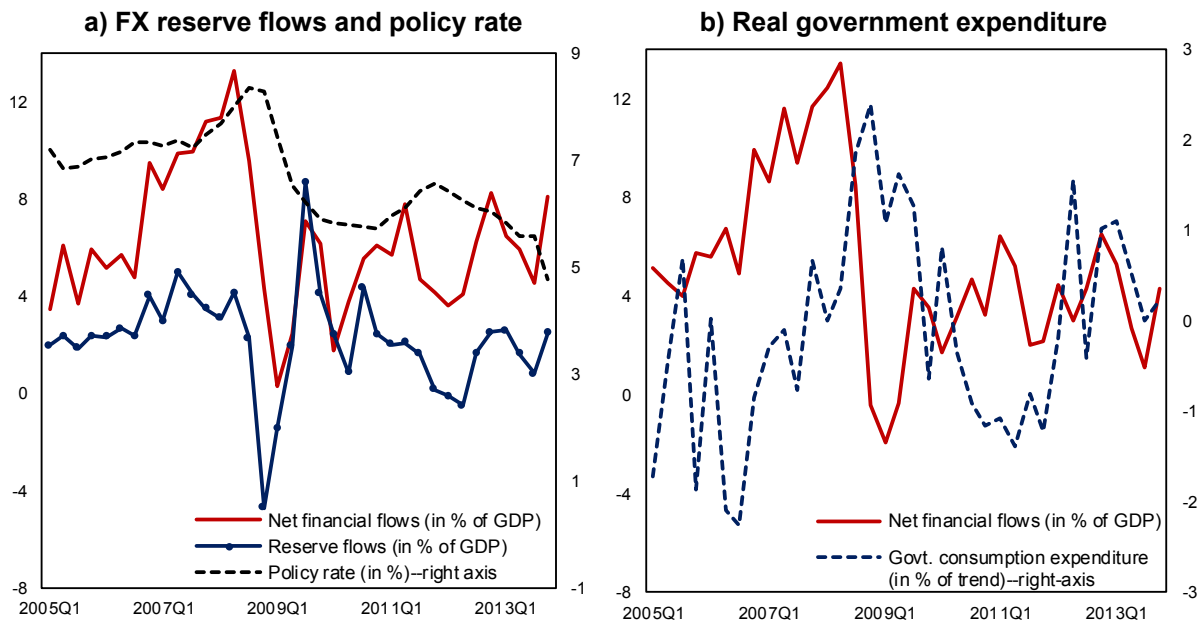 a) FX reserve flows and policy rate
9
12
7
8
5
4
3
0
1
-4
Net financial flows (in % of GDP)
Reserve flows (in % of GDP)
Policy rate (in %)--right axis
-8
-1
2005Q1 2007Q1 2009Q1 2011Q1 2013Q1
b) Real government expenditure
3
12
2
8
1
4
0
0
-1
-4
-2
Net financial flows (in % of GDP)
Govt. consumption expenditure
(in % of trend)--right-axis
-8
-3
2005Q1 2007Q1 2009Q1 2011Q1 2013Q1